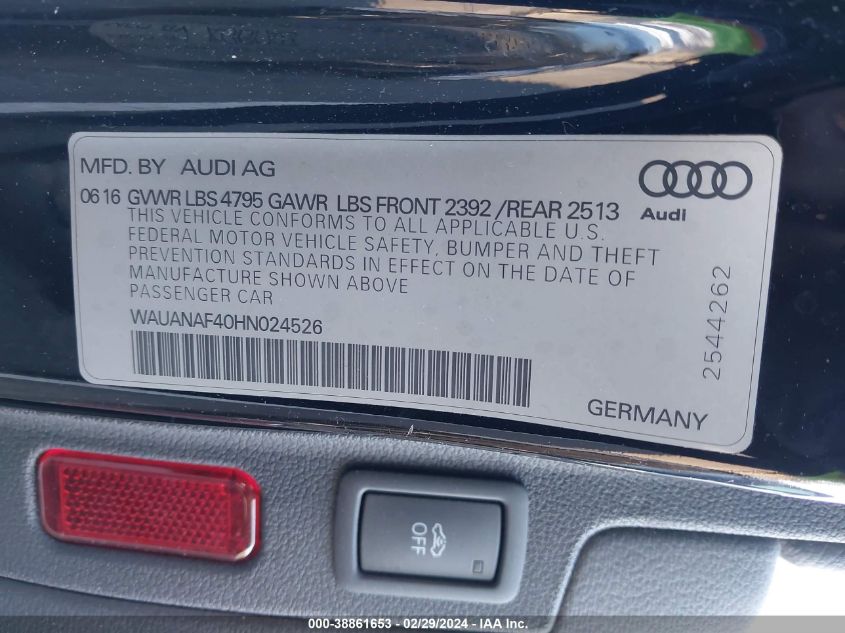 MFD. BY AUDI AG
Audi
06 16 GVWR LBS 4795 GAWR LBS FRONT 2392 /REAR 2513
THIS VEHICLE CONFORMS TO ALL APPLICABLE U.S.
FEDERAL MOTOR VEHICLE SAFETY, BUMPER AND THEFT
PREVENTION STANDARDS IN EFFECT ON THE DATE OF
MANUFACTURE SHOWN ABOVE
PASSENGER CAR
WAUANAF40HN024526
2544262
GERMANY
OFF
000-38861653 - 02/29/2024 - IAA Inc.